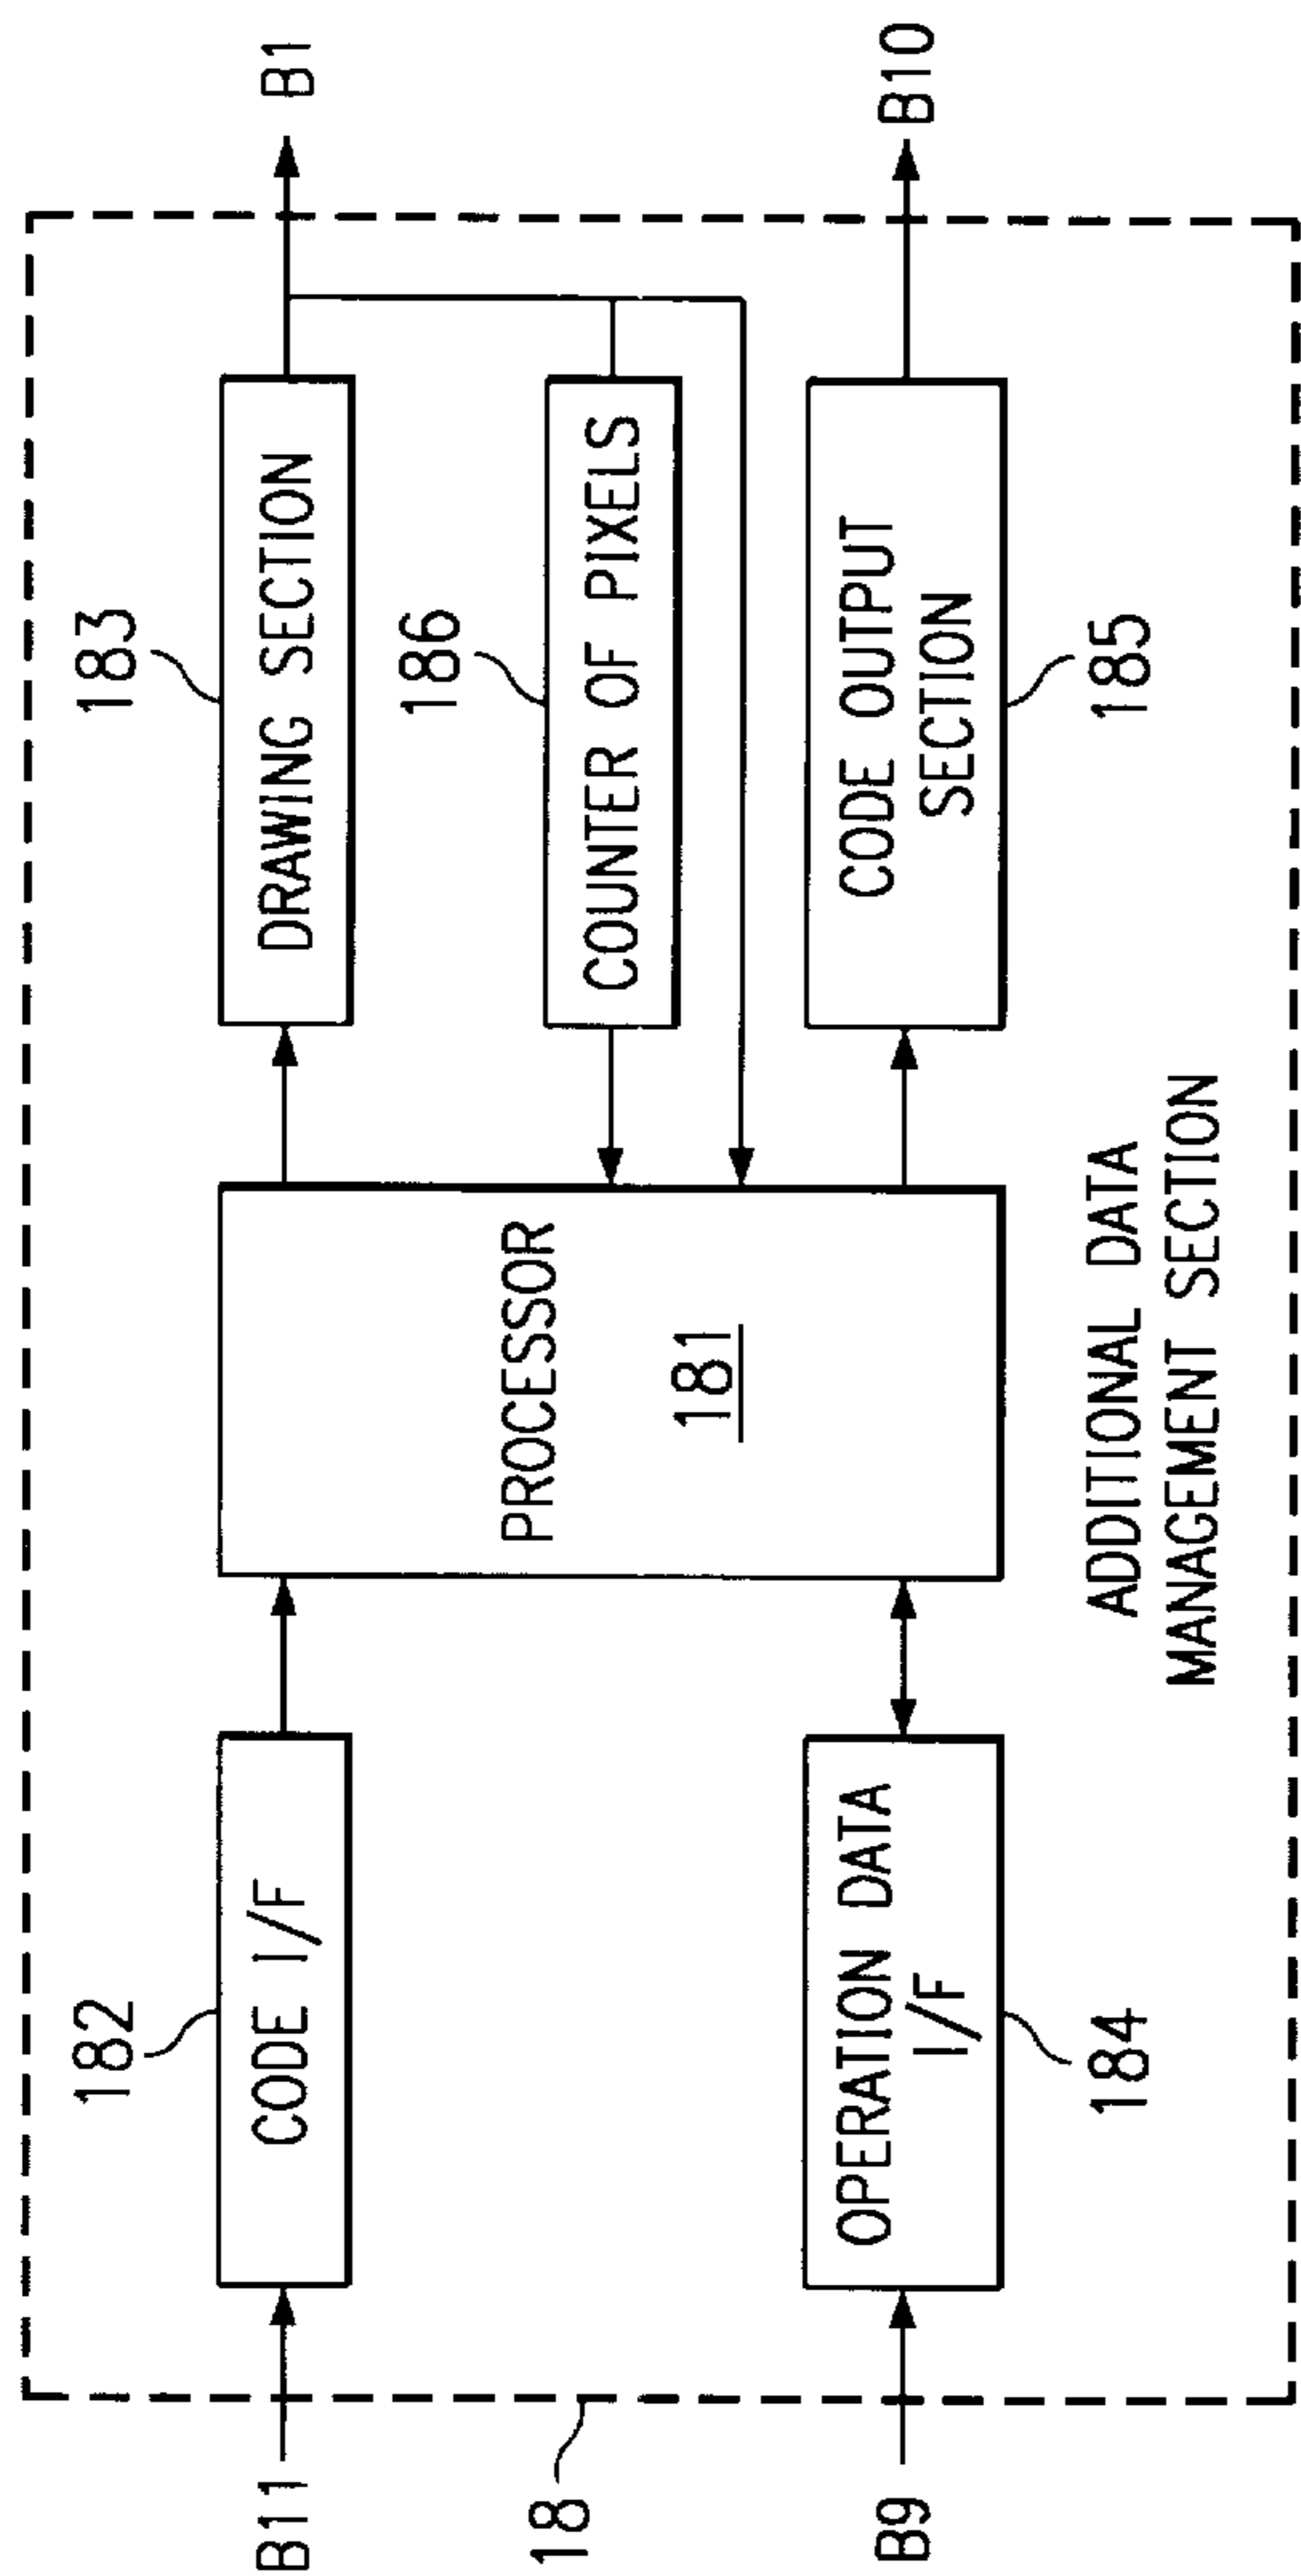 B11
182
CODE I/F
PROCESSOR
181
183
DRAWING SECTION
B1
186
COUNTER OF PIXELS
18
B9
OPERATION DATA
I/F
184
CODE OUTPUT
SECTION
185
B10
ADDITIONAL DATA
MANAGEMENT SECTION